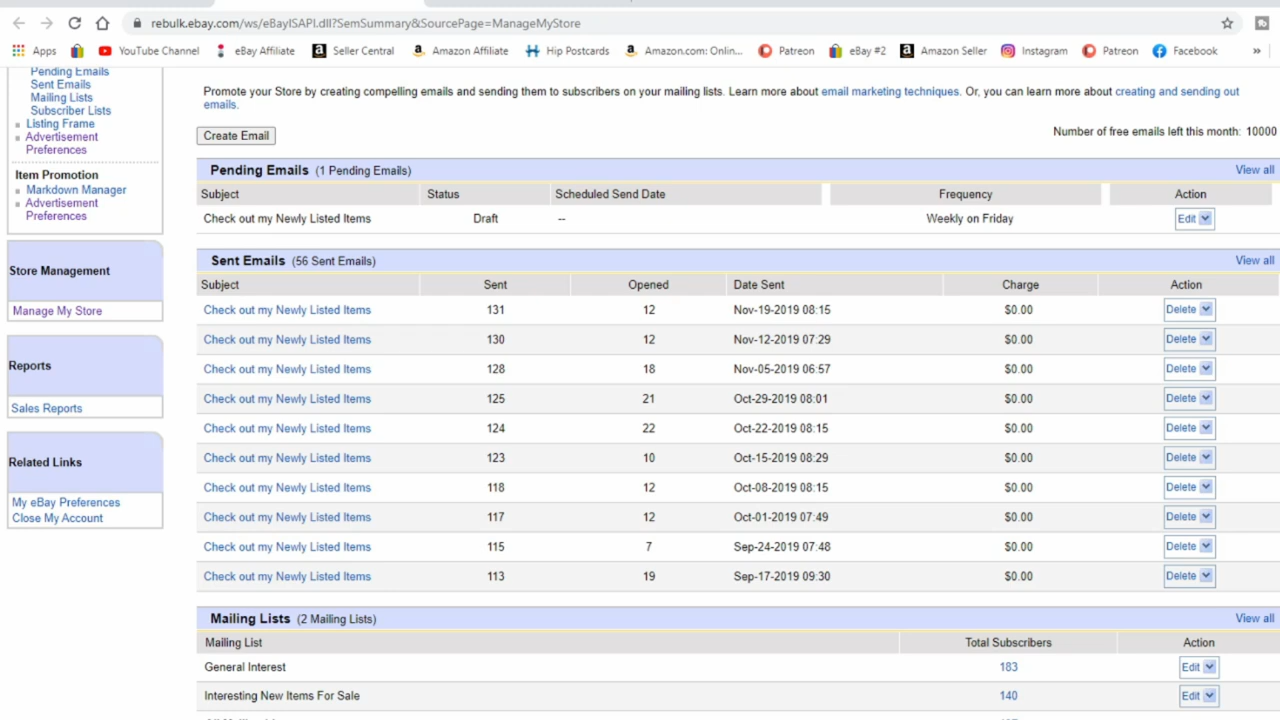 rebulk.ebay.com/ws/eBayISAPI.dll?SemSummary&SourcePage=ManageMyStore
Apps YouTube Channel eBay Affiliate Seller Central Amazon Affiliate Hip Postcards Amazon.com: Onlin... Patreon eBay #2 Amazon Seller Instagram Patreon Facebook »
Pending Emails
Sent Emails
Mailing Lists
Subscriber Lists
Listing Frame
Advertisement
Preferences
Item Promotion
Markdown Manager
Advertisement
Preferences
Store Management
Manage My Store
Reports
Sales Reports
Related Links
My eBay Preferences
Close My Account
Promote your Store by creating compelling emails and sending them to subscribers on your mailing lists. Learn more about email marketing techniques. Or, you can learn more about creating and sending out
emails.
Create Email
Number of free emails left this month: 10000
Pending Emails (1 Pending Emails) View all
Subject Status Scheduled Send Date Frequency Action
Check out my Newly Listed Items Draft -- Weekly on Friday Edit
Sent Emails (56 Sent Emails) View all
Subject Sent Opened Date Sent Charge Action
Check out my Newly Listed Items 131 12 Nov-19-2019 08:15 $0.00 Delete
Check out my Newly Listed Items 130 12 Nov-12-2019 07:29 $0.00 Delete
Check out my Newly Listed Items 128 18 Nov-05-2019 06:57 $0.00 Delete
Check out my Newly Listed Items 125 21 Oct-29-2019 08:01 $0.00 Delete
Check out my Newly Listed Items 124 22 Oct-22-2019 08:15 $0.00 Delete
Check out my Newly Listed Items 123 10 Oct-15-2019 08:29 $0.00 Delete
Check out my Newly Listed Items 118 12 Oct-08-2019 08:15 $0.00 Delete
Check out my Newly Listed Items 117 12 Oct-01-2019 07:49 $0.00 Delete
Check out my Newly Listed Items 115 7 Sep-24-2019 07:48 $0.00 Delete
Check out my Newly Listed Items 113 19 Sep-17-2019 09:30 $0.00 Delete
Mailing Lists (2 Mailing Lists) View all
Mailing List Total Subscribers Action
General Interest 183 Edit
Interesting New Items For Sale 140 Edit